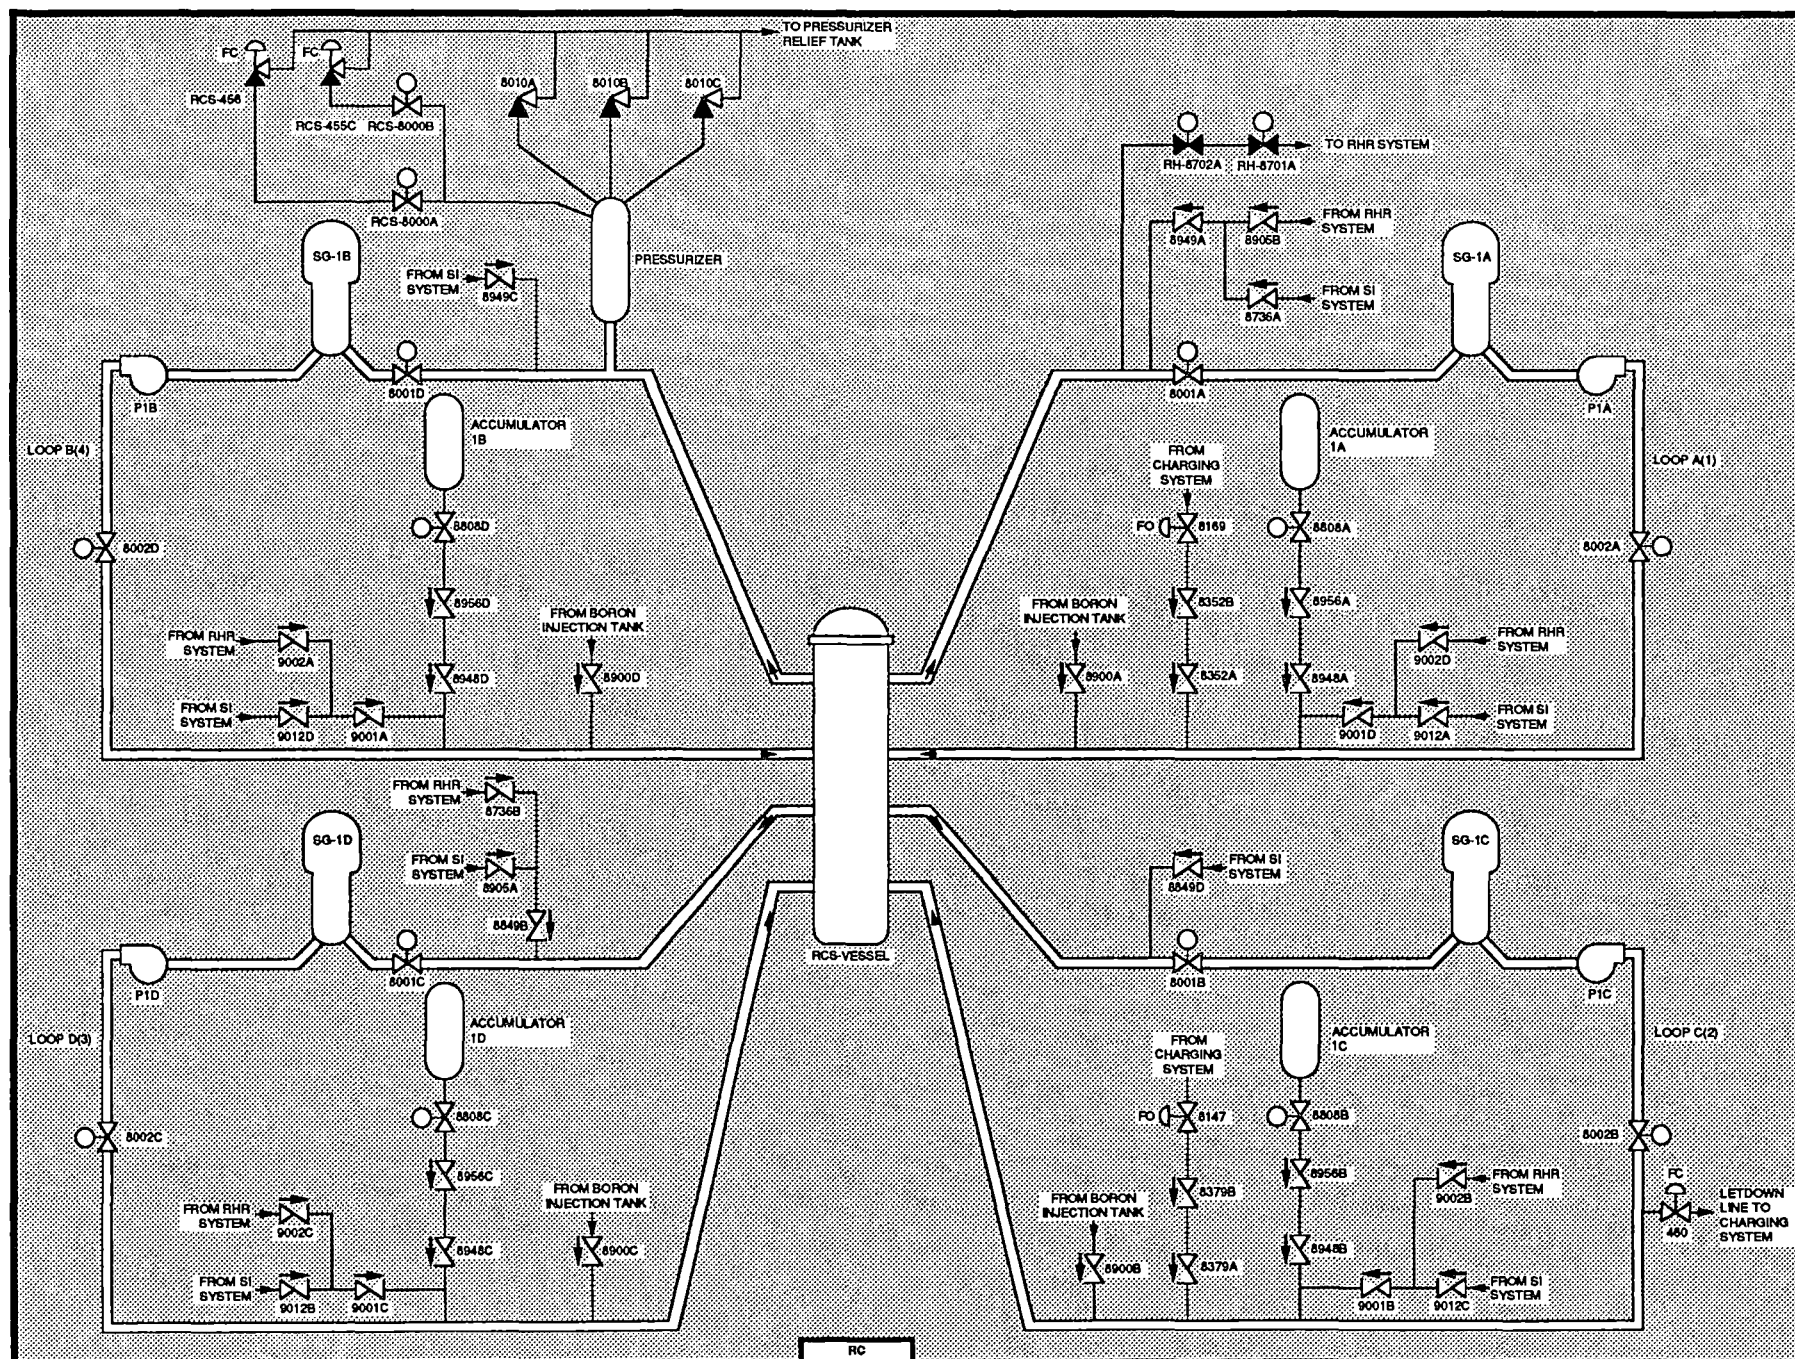 TO PRESSURIZER
RELIEF TANK
FC
FC
RCS-456
RCS-455C
RCS-8000B
8010A
8010B
8010C
RH-8702A
RH-8701A
TO RHR SYSTEM
RCS-8000A
FROM RHR
SYSTEM
8949A
8905B
SG-1B
PRESSURIZER
SG-1A
FROM SI
SYSTEM
8949C
FROM SI
SYSTEM
8736A
P1B
8001D
8001A
P1A
ACCUMULATOR
1B
ACCUMULATOR
1A
LOOP B(4)
LOOP A(1)
FROM
CHARGING
SYSTEM
8808D
FO
8169
8808A
8002D
8002A
8956D
8352B
8956A
FROM BORON
INJECTION TANK
FROM BORON
INJECTION TANK
FROM RHR
SYSTEM
9002A
FROM RHR
SYSTEM
9002D
8948D
8900D
8900A
8352A
8948A
FROM SI
SYSTEM
9012D
9001A
9001D
9012A
FROM SI
SYSTEM
FROM RHR
SYSTEM
8736B
SG-1D
SG-1C
FROM SI
SYSTEM
8905A
FROM SI
SYSTEM
8849D
8849B
RCS-VESSEL
P1D
8001C
8001B
P1C
ACCUMULATOR
1D
ACCUMULATOR
1C
LOOP D(3)
LOOP C(2)
FROM
CHARGING
SYSTEM
8808C
FO
8147
8808B
8002C
8002B
8956C
8956B
FROM RHR
SYSTEM
9002B
FC
LETDOWN
LINE TO
CHARGING
SYSTEM
460
FROM BORON
INJECTION TANK
FROM BORON
INJECTION TANK
8379B
FROM RHR
SYSTEM
9002C
8948C
8900C
8900B
8379A
8948B
FROM SI
SYSTEM
9012B
9001C
9001B
9012C
FROM SI
SYSTEM
RC